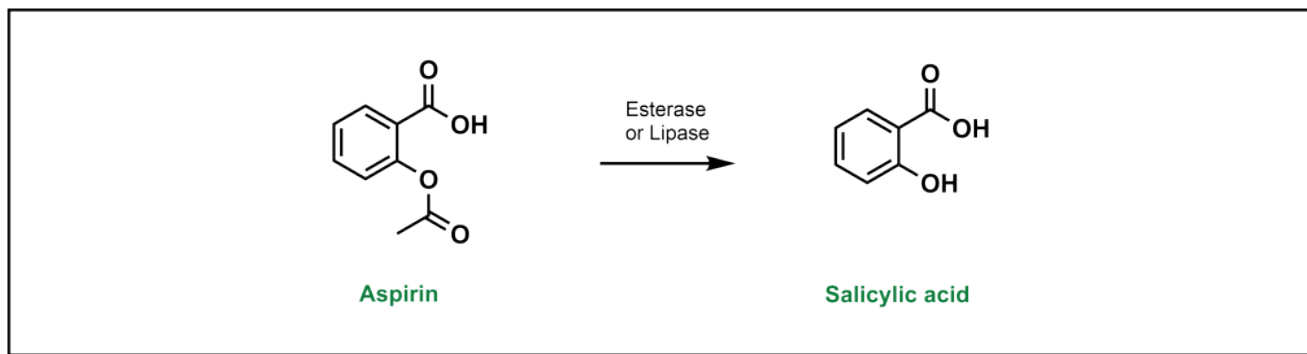 O
OH
O
O
Aspirin
Esterase
or Lipase
O
OH
OH
Salicylic acid